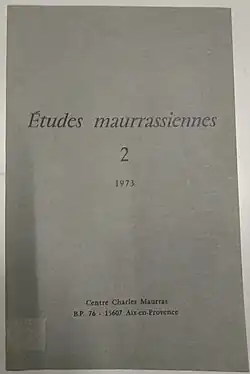 Études maurrassiennes
2
1973
Centre Charles Maurras
B.P. 76 - 13607 Aix-en-Provence